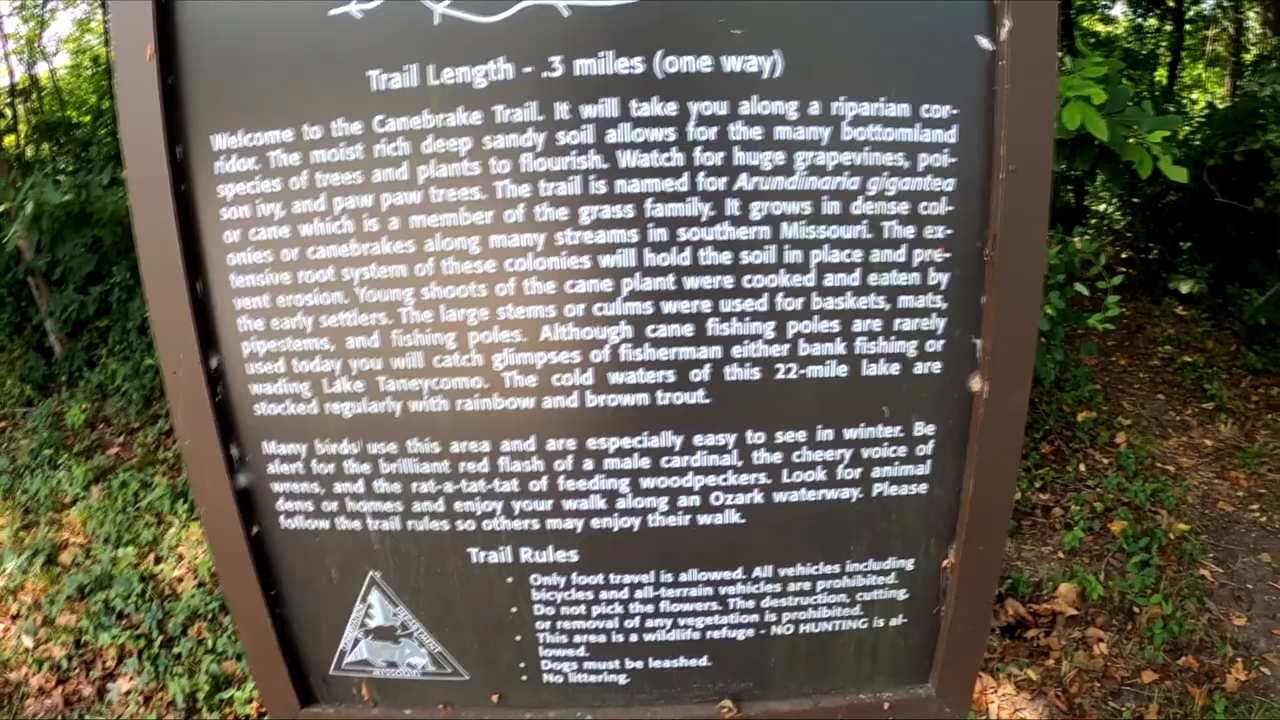 Trail Length - .3 miles (one way)
Welcome to the Canebrake Trail. It will take you along a riparian cor-
ridor. The moist rich deep sandy soil alllows for the many bottomland
species of trees and plants to flourish. Watch for huge grapevines, poi-
son ivy, and paw paw trees. The trail is named for Arundinaria gigantea
or cane which is a member of the grass family. It grows in dense col-
onies or canebrakes along many streams in southern Missouri. The ex-
tensive root system of these colonies will hold the soil in place and pre-
vent erosion. Young shoots of the cane plant were cooked and eaten by
the early settlers. The large stems or culms were used for baskets, mats,
pipestems, and fishing poles. Although cane fishing poles are rarely
used today you will catch glimpses of fisherman either bank fishing or
wading Lake Taneycomo. The cold waters of this 22-mile lake are
stocked regularly with rainbow and brown trout.
Many birds use this area and are especially easy to see in winter. Be
alert for the brilliant red flash of a male cardinal, the cheery voice of
wrens, and the rat-a-tat-tat of feeding woodpeckers. Look for animal
dens or homes and enjoy your walk along an Ozark waterway. Please
follow the trail rules so others may enjoy their walk.
Trail Rules
• Only foot travel is allowed. All vehicles including
bicycles and all-terrain vehicles are prohibited.
• Do not pick the flowers. The destruction, cutting,
or removal of any vegetation is prohibited.
• This area is a wildlife refuge - NO HUNTING is al-
lowed.
• Dogs must be leashed.
• No littering.
CONSERVATION
DEPARTMENT
MISSOURI